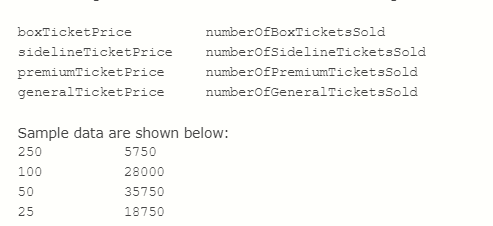 boxTicketPrice numberOfBoxTicketsSold
sidelineTicketPrice numberOfSidelineTicketsSold
premiumTicketPrice numberOfPremiumTicketsSold
generalTicketPrice numberOfGeneralTicketsSold
Sample data are shown below:
250 5750
100 28000
50 35750
25 18750